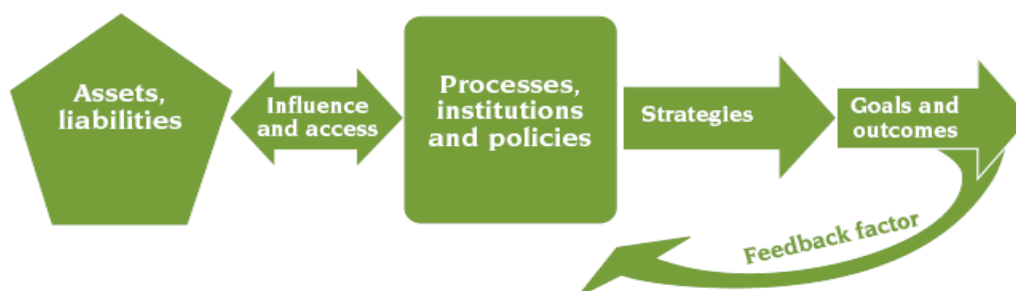 Assets,
liabilities
Influence
and access
Processes,
institutions
and policies
Strategies
Goals and
outcomes
Feedback factor